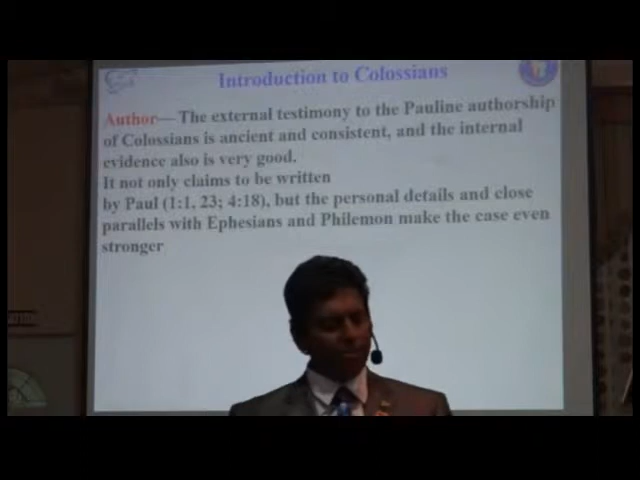 Introduction to Colossians
Author— The external testimony to the Pauline authorship
of Colossians is ancient and consistent, and the internal
evidence also is very good.
It not only claims to be written
by Paul (1:1, 23; 4:18), but the personal details and close
parallels with Ephesians and Philemon make the case even
stronger